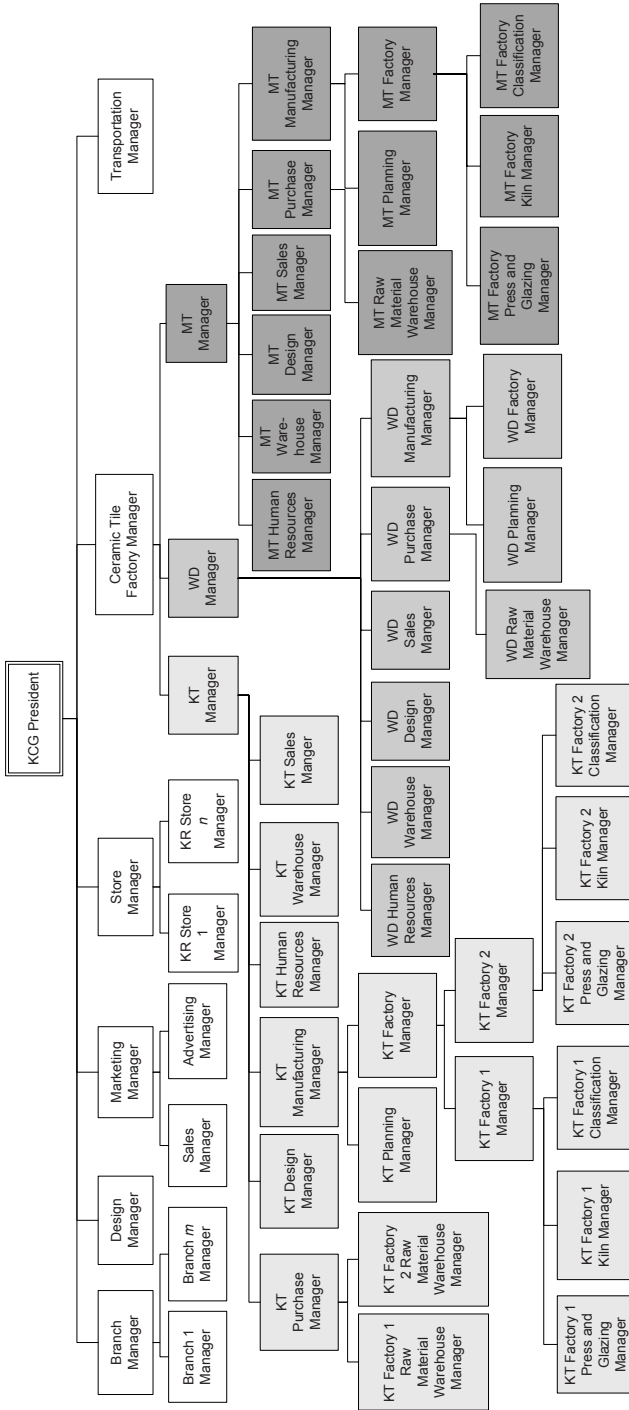 KCG President
Branch
Manager
Design
Manager
Marketing
Manager
Store
Manager
Ceramic Tile
Factory Manager
Transportation
Manager
Branch 1
Manager
Branch m
Manager
Sales
Manager
Advertising
Manager
KR Store
1
Manager
KR Store
n
Manager
KT
Manager
WD
Manager
MT
Manager
KT
Purchase
Manager
KT Design
Manager
KT
Manufacturing
Manager
KT Human
Resources
Manager
KT
Warehouse
Manager
KT Sales
Manger
MT Human
Resources
Manager
MT
Ware-
house
Manager
MT
Design
Manager
MT Sales
Manager
MT
Purchase
Manager
MT
Manufacturing
Manager
KT Factory 1
Raw
Material
Warehouse
Manager
KT Factory
2 Raw
Material
Warehouse
Manager
KT Planning
Manager
KT Factory
Manager
WD Human
Resources
Manager
WD
Warehouse
Manager
WD
Design
Manager
WD
Sales
Manger
WD
Purchase
Manager
WD
Manufacturing
Manager
MT Raw
Material
Warehouse
Manager
MT Planning
Manager
MT Factory
Manager
KT Factory 1
Manager
KT Factory 2
Manager
WD Raw
Material
Warehouse
Manager
WD Planning
Manager
WD Factory
Manager
MT Factory
Press and
Glazing
Manager
MT Factory
Kiln Manager
MT Factory
Classification
Manager
KT Factory 1
Press and
Glazing
Manager
KT Factory 1
Kiln Manager
KT Factory 1
Classification
Manager
KT Factory 2
Press and
Glazing
Manager
KT Factory 2
Kiln Manager
KT Factory 2
Classification
Manager